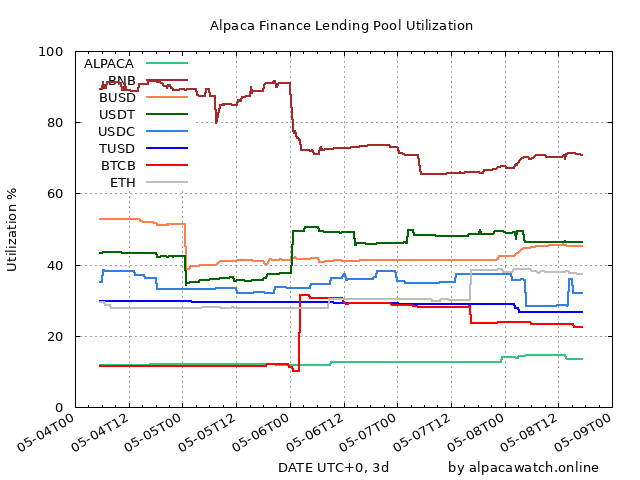 Alpaca Finance Lending Pool Utilization
100
80
60
40
20
0
Utilization %
ALPACA
BNB
BUSD
USDT
USDC
TUSD
BTCB
ETH
05-04T00
05-04T12
05-05T00
05-05T12
05-06T00
05-06T12
05-07T00
05-07T12
05-08T00
05-08T12
05-09T00
DATE UTC+0, 3d
by alpacawatch.online